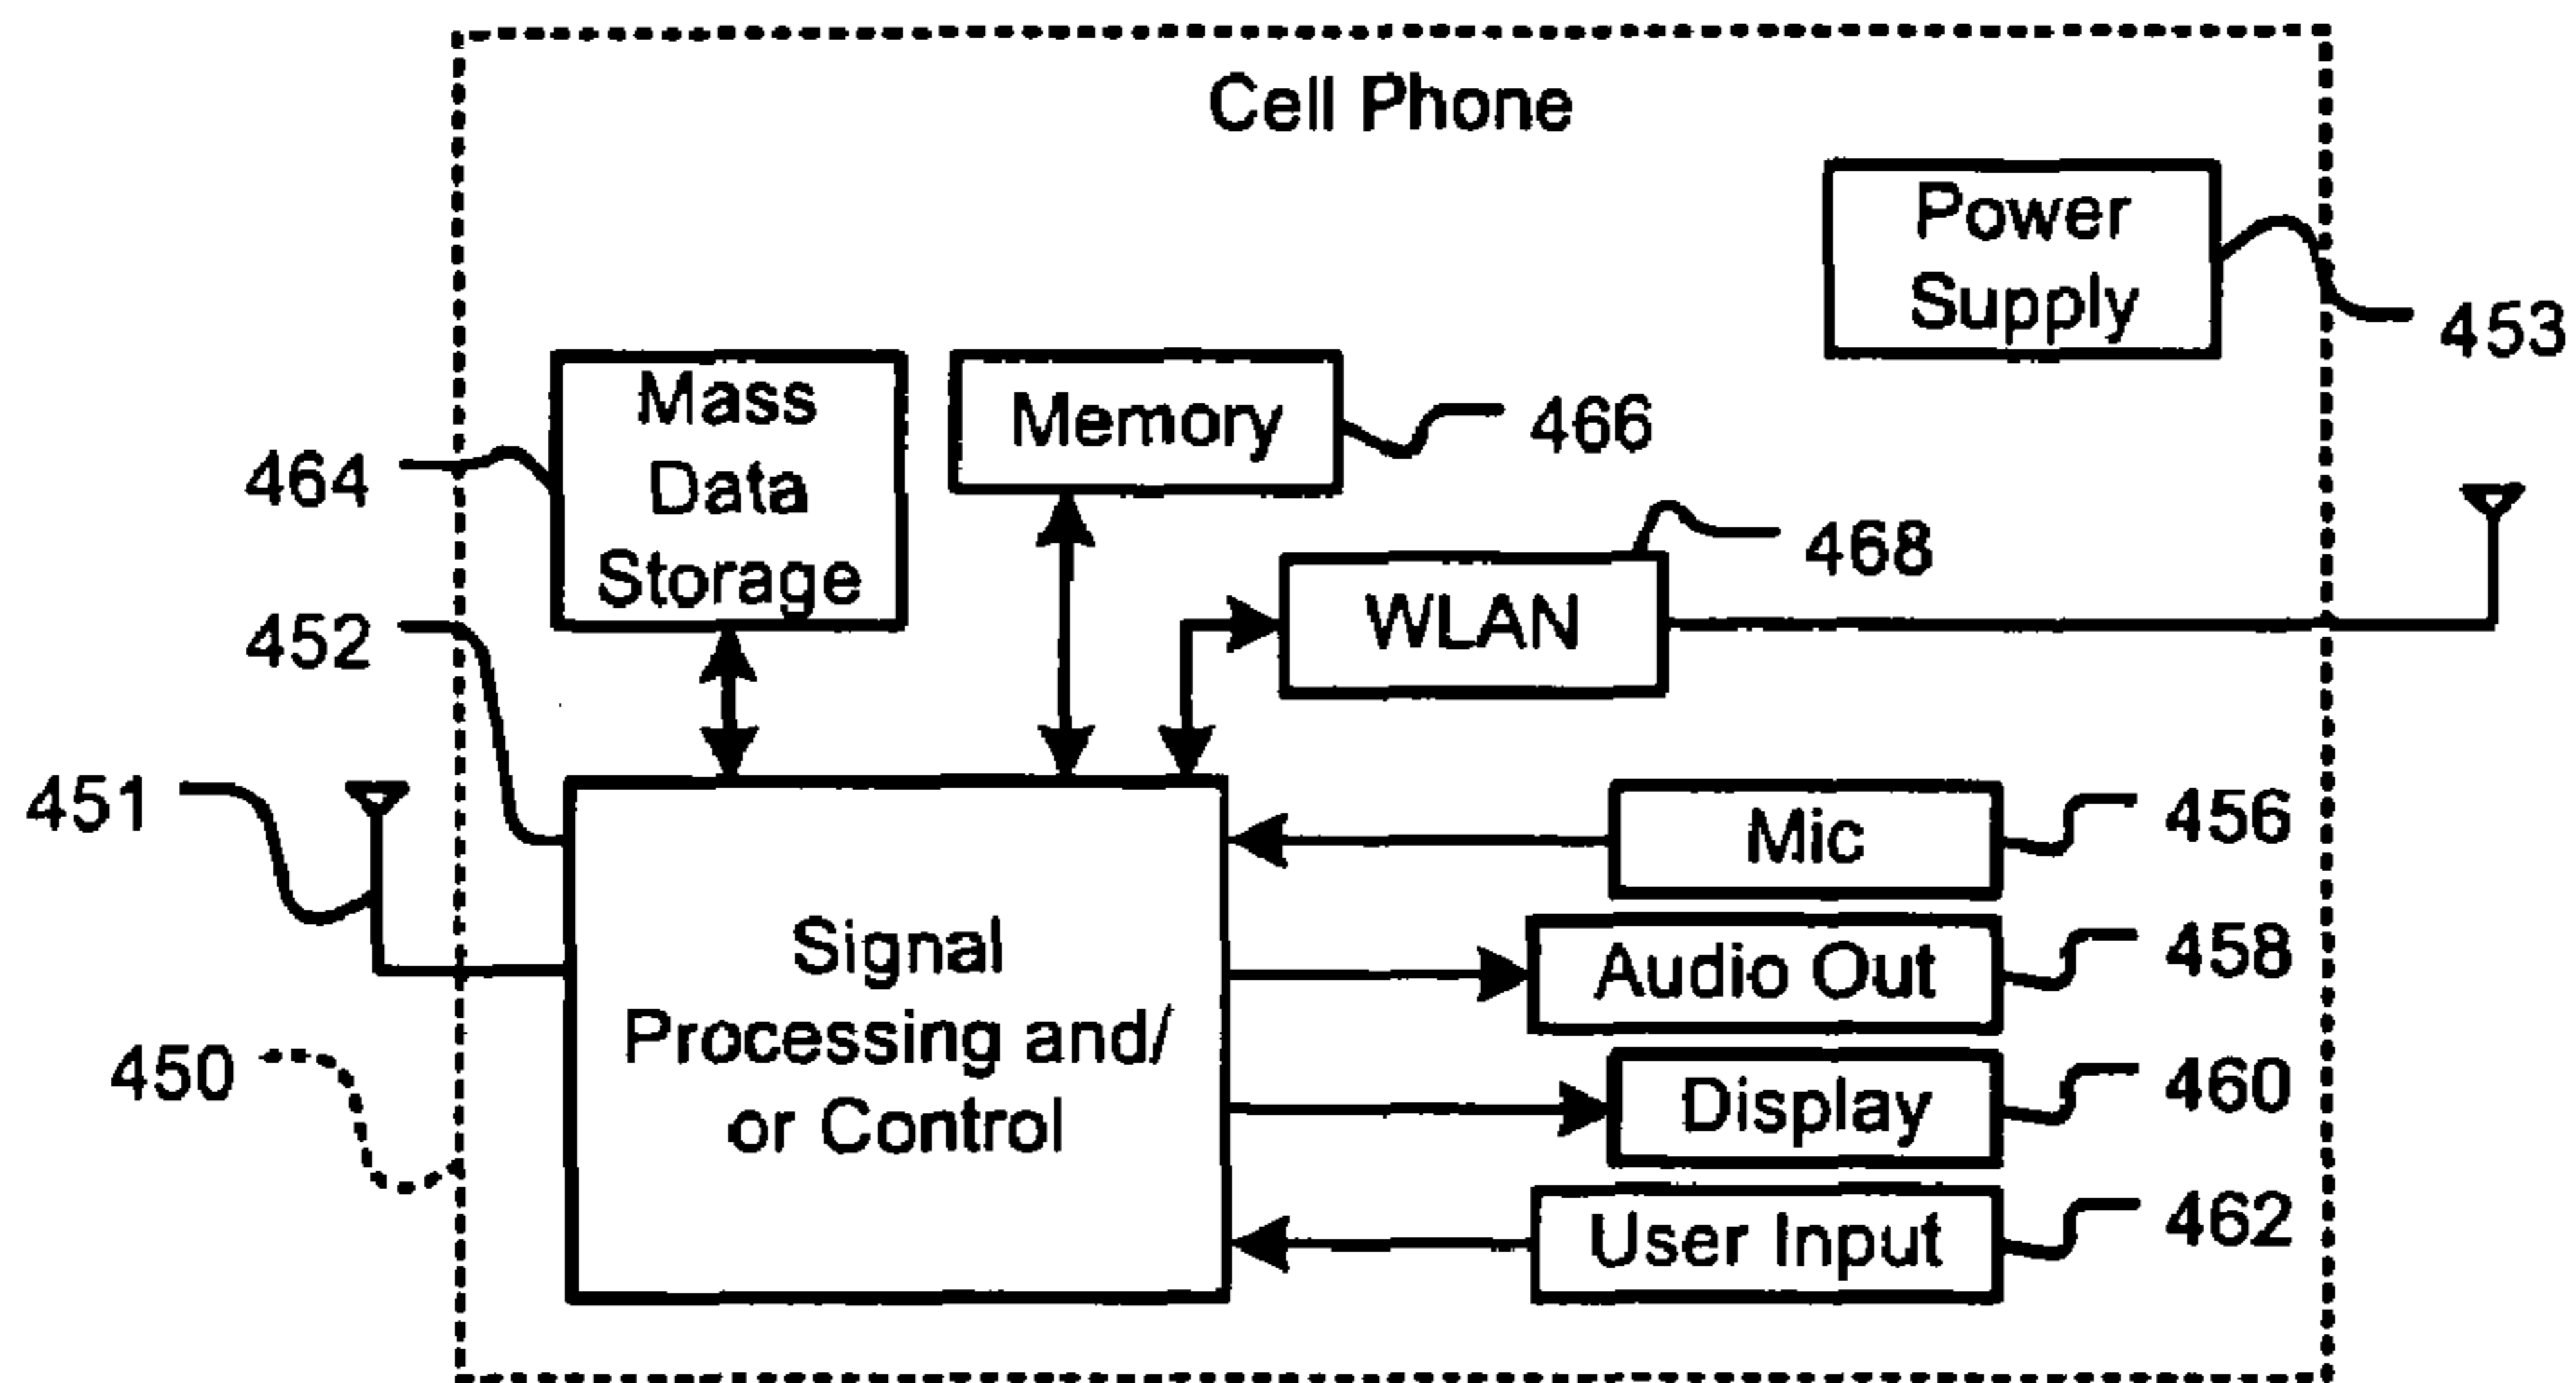 Cell Phone
Power
Supply
453
Mass
Data
Storage
464
Memory
466
WLAN
468
452
451
450
Signal
Processing and/
or Control
Mic
456
Audio Out
458
Display
460
User Input
462